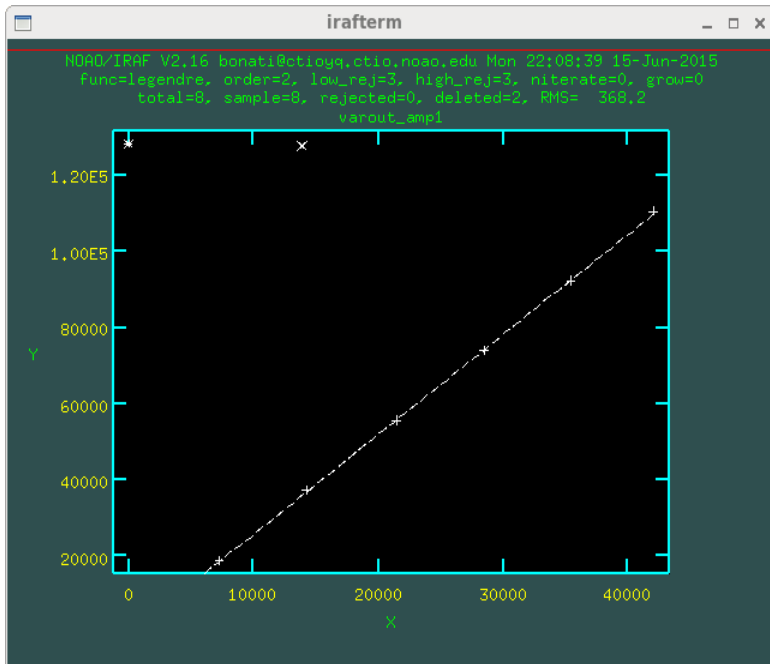 irafterm
NOAO/IRAF V2.16 bonati@ctioyq.ctio.noao.edu Mon 22:08:39 15-Jun-2015
func=legendre, order=2, low_rej=3, high_rej=3, niterate=0, grow=0
total=8, sample=8, rejected=0, deleted=2, RMS= 368.2
varout_amp1
1.20E5
1.00E5
80000
Y
60000
40000
20000
0 10000 20000 30000 40000
X